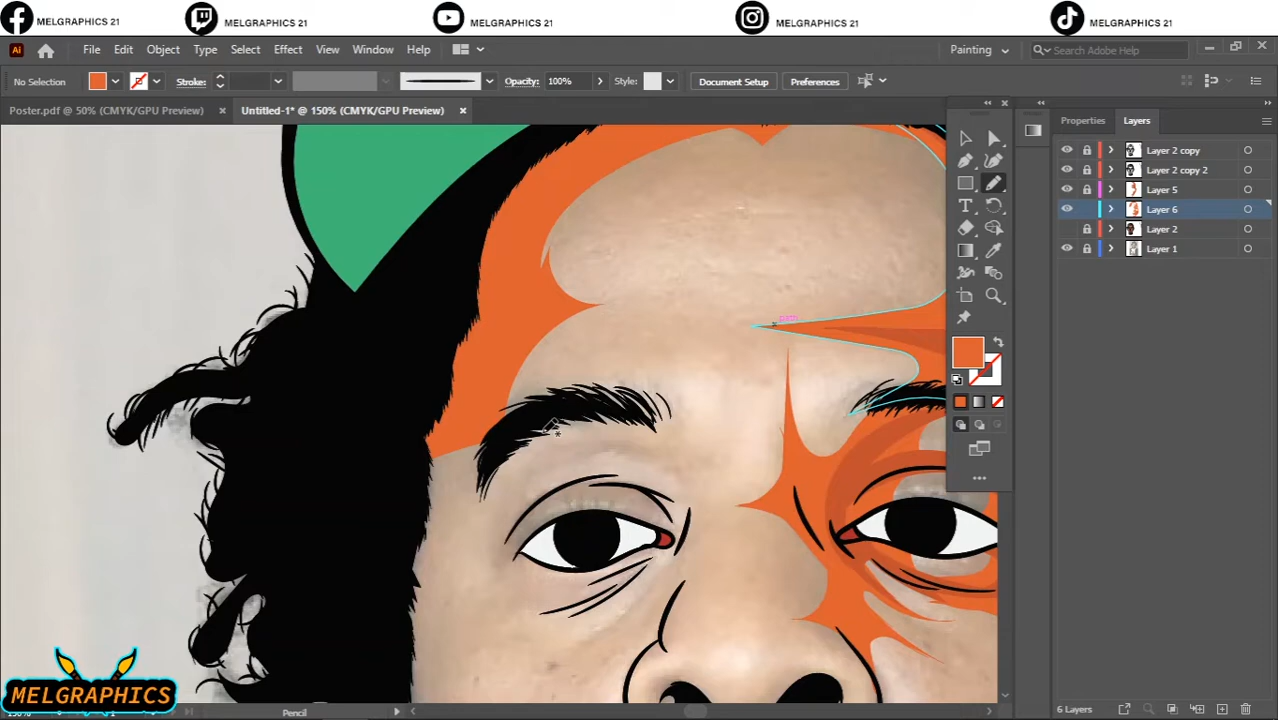 MELGRAPHICS 21 MELGRAPHICS 21 MELGRAPHICS 21 MELGRAPHICS 21 MELGRAPHICS 21
Ai File Edit Object Type Select Effect View Window Help Painting Search Adobe Help
No Selection Stroke: Opacity: 100% Style: Document Setup Preferences
Poster.pdf @ 50% (CMYK/GPU Preview) Untitled-1* @ 150% (CMYK/GPU Preview)
Properties Layers
Layer 2 copy
Layer 2 copy 2
Layer 5
Layer 6
Layer 2
Layer 1
path
MELGRAPHICS
Pencil
6 Layers